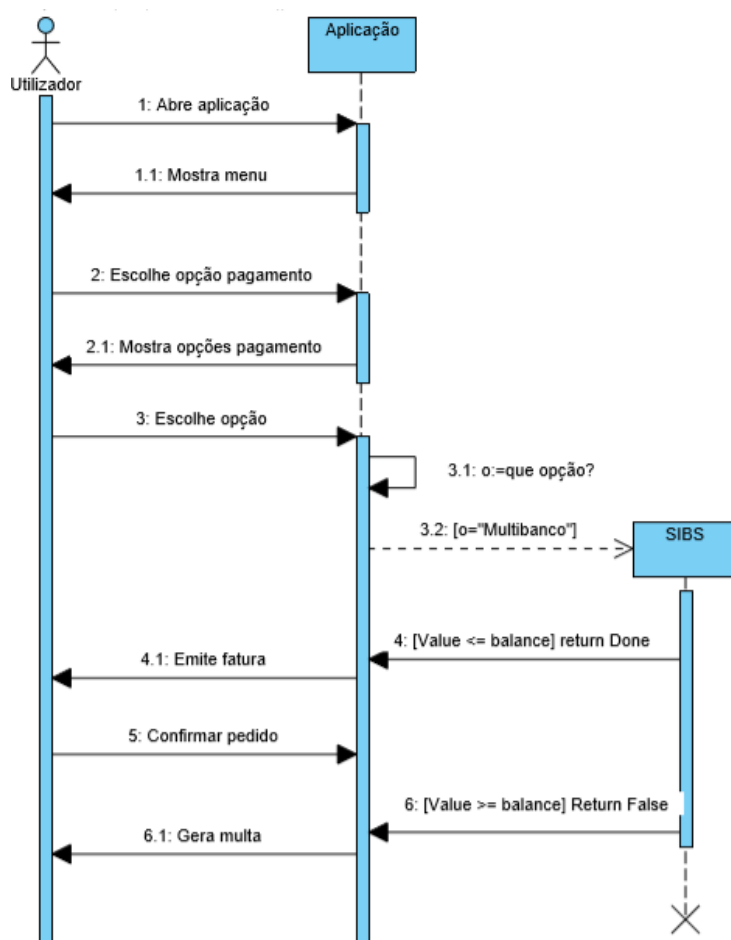 Aplicação
Utilizador
1: Abre aplicação
1.1: Mostra menu
2: Escolhe opção pagamento
2.1: Mostra opções pagamento
3: Escolhe opção
3.1: o:=que opção?
3.2: [o="Multibanco"]
SIBS
4: [Value <= balance] return Done
4.1: Emite fatura
5: Confirmar pedido
6: [Value >= balance] Return False
6.1: Gera multa